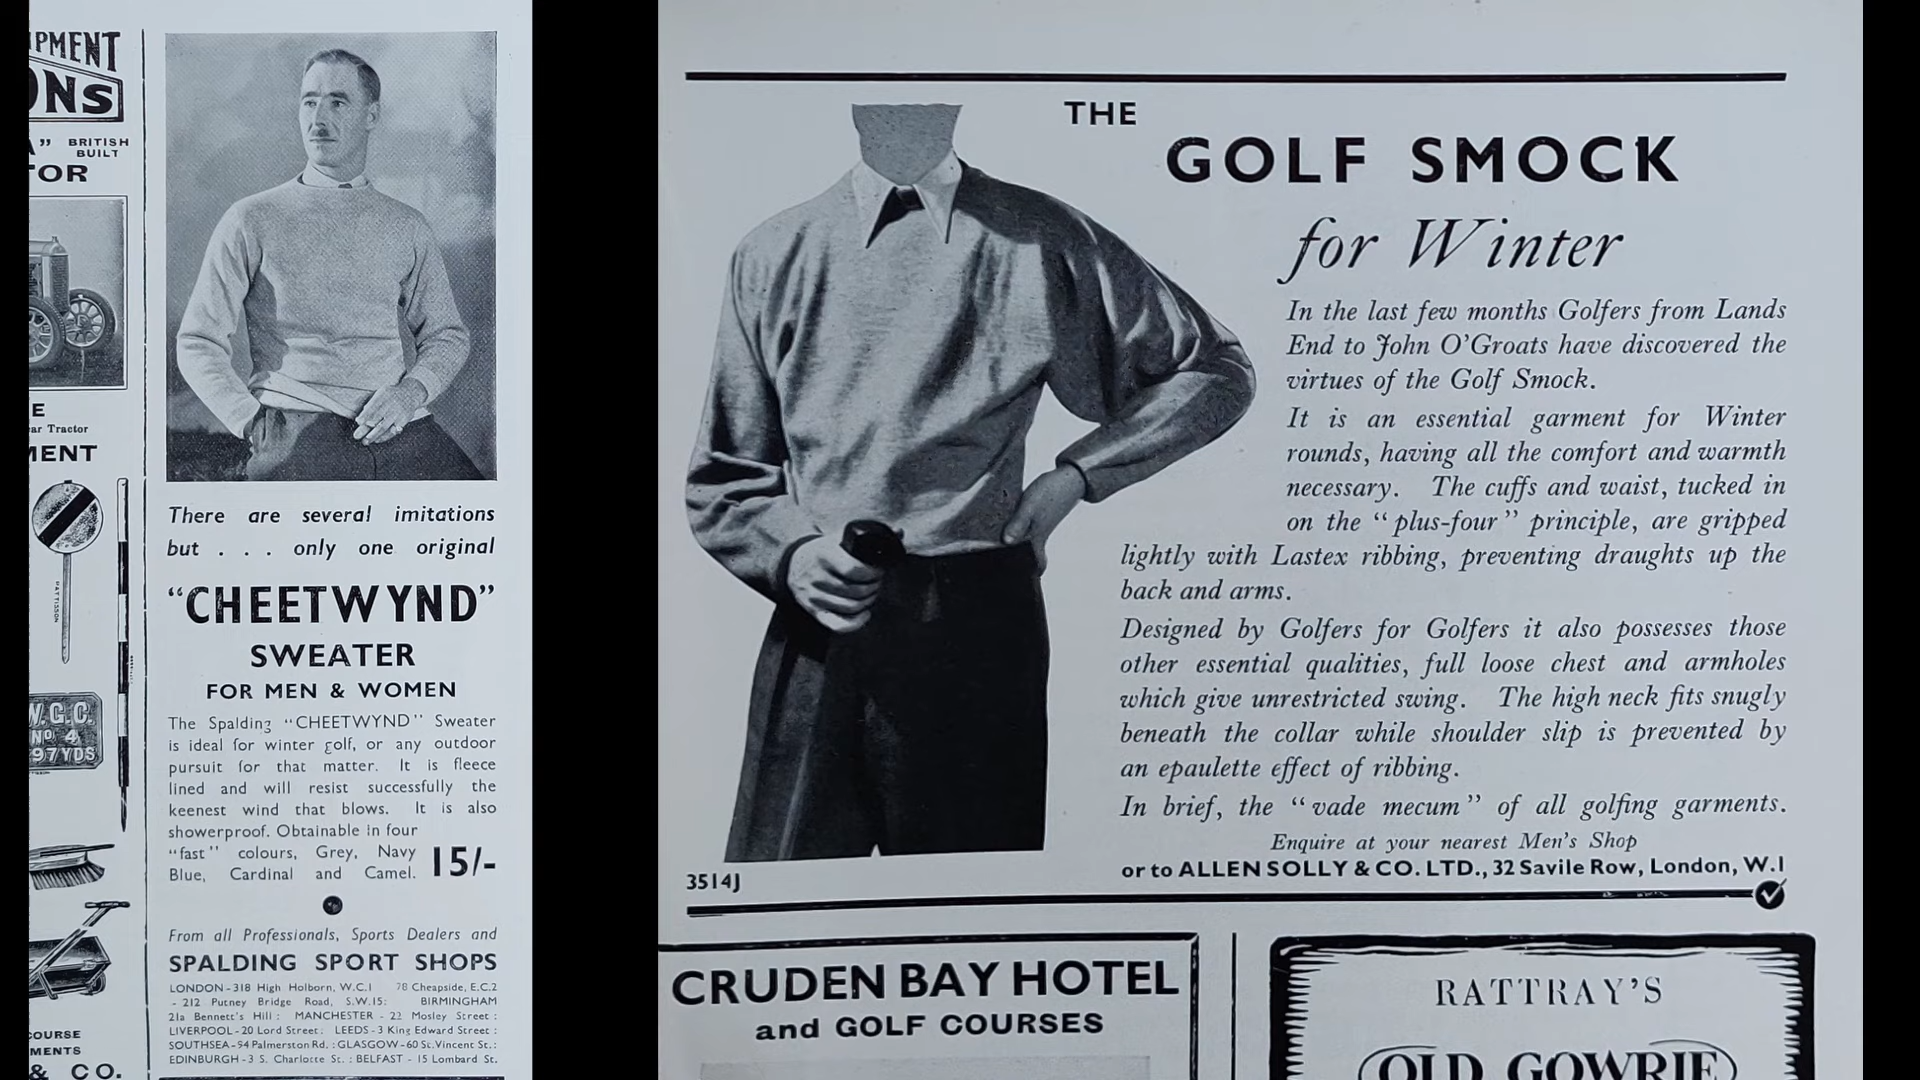 IPMENT
ONS
A" BRITISH
BUILT
TOR
E
ar Tractor
MENT
PATTISSON
W.G.C.
No 4
97YDS
COURSE
MENTS
& CO.
There are several imitations
but . . . only one original
"CHEETWYND"
SWEATER
FOR MEN & WOMEN
The Spalding "CHEETWYND" Sweater
is ideal for winter golf, or any outdoor
pursuit for that matter. It is fleece
lined and will resist successfully the
keenest wind that blows. It is also
showerproof. Obtainable in four
"fast" colours, Grey, Navy
Blue, Cardinal and Camel.
15/-
From all Professionals, Sports Dealers and
SPALDING SPORT SHOPS
LONDON-318 High Holborn, W.C.1 78 Cheapside, E.C.2
- 212 Putney Bridge Road, S.W.15: BIRMINGHAM
21a Bennett's Hill : MANCHESTER - 22 Mosley Street :
LIVERPOOL-20 Lord Street: LEEDS-3 King Edward Street :
SOUTHSEA-94 Palmerston Rd. : GLASGOW-60 St.Vincent St.:
EDINBURGH-3 S. Charlotte St. : BELFAST - 15 Lombard St.
THE
GOLF SMOCK
for Winter
In the last few months Golfers from Lands
End to John O'Groats have discovered the
virtues of the Golf Smock.
It is an essential garment for Winter
rounds, having all the comfort and warmth
necessary. The cuffs and waist, tucked in
on the "plus-four" principle, are gripped
lightly with Lastex ribbing, preventing draughts up the
back and arms.
Designed by Golfers for Golfers it also possesses those
other essential qualities, full loose chest and armholes
which give unrestricted swing. The high neck fits snugly
beneath the collar while shoulder slip is prevented by
an epaulette effect of ribbing.
In brief, the "vade mecum" of all golfing garments.
Enquire at your nearest Men's Shop
or to ALLEN SOLLY & CO. LTD., 32 Savile Row, London, W.1
3514J
CRUDEN BAY HOTEL
and GOLF COURSES
RATTRAY'S
OLD GOWRIE